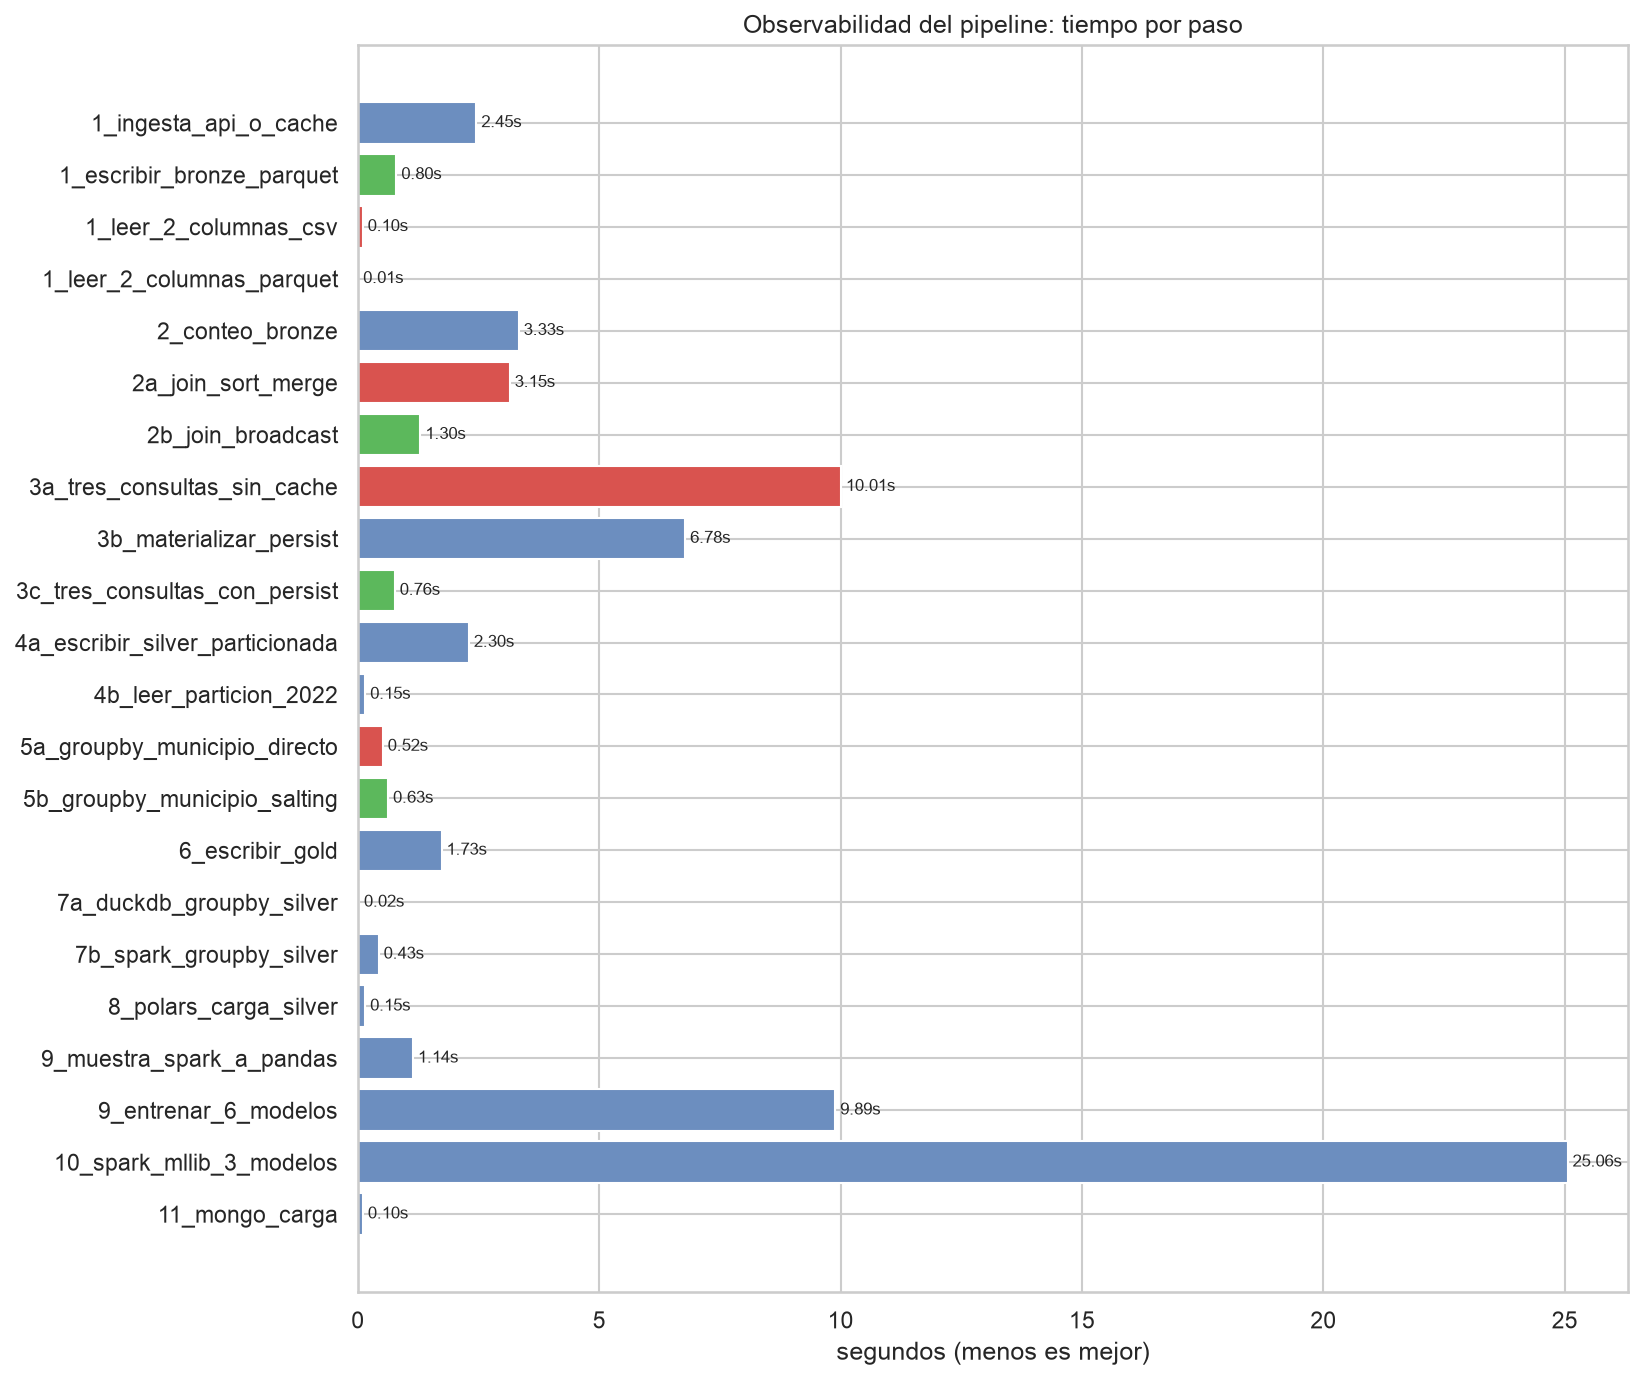 Observabilidad del pipeline: tiempo por paso
1_ingesta_api_o_cache 2.45s
1_escribir_bronze_parquet 0.80s
1_leer_2_columnas_csv 0.10s
1_leer_2_columnas_parquet 0.01s
2_conteo_bronze 3.33s
2a_join_sort_merge 3.15s
2b_join_broadcast 1.30s
3a_tres_consultas_sin_cache 10.01s
3b_materializar_persist 6.78s
3c_tres_consultas_con_persist 0.76s
4a_escribir_silver_particionada 2.30s
4b_leer_particion_2022 0.15s
5a_groupby_municipio_directo 0.52s
5b_groupby_municipio_salting 0.63s
6_escribir_gold 1.73s
7a_duckdb_groupby_silver 0.02s
7b_spark_groupby_silver 0.43s
8_polars_carga_silver 0.15s
9_muestra_spark_a_pandas 1.14s
9_entrenar_6_modelos 9.89s
10_spark_mllib_3_modelos 25.06s
11_mongo_carga 0.10s
0 5 10 15 20 25
segundos (menos es mejor)